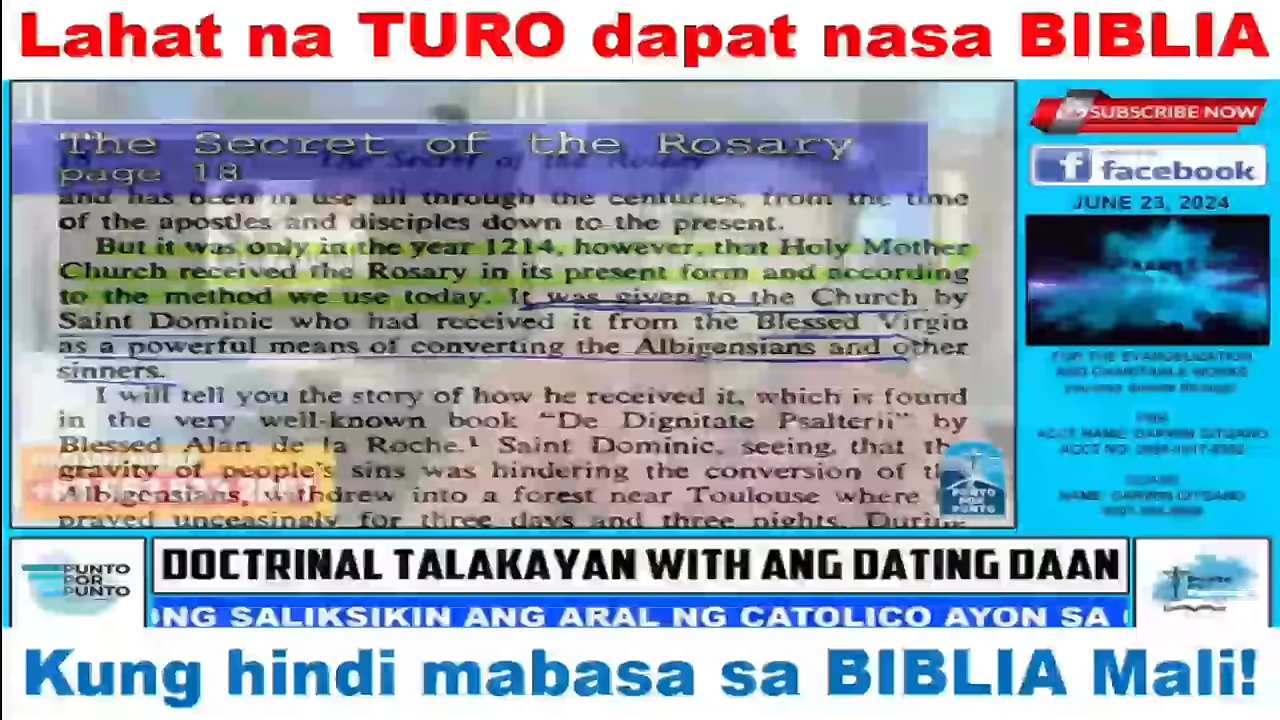 Lahat na TURO dapat nasa BIBLIA
The Secret of the Rosary
page 18
and has been in use all through the centuries, from the time
of the apostles and disciples down to the present.
But it was only in the year 1214, however, that Holy Mother
Church received the Rosary in its present form and according
to the method we use today. It was given to the Church by
Saint Dominic who had received it from the Blessed Virgin
as a powerful means of converting the Albigensians and other
sinners.
I will tell you the story of how he received it, which is found
in the very well-known book "De Dignitate Psalterii" by
Blessed Alan de la Roche.¹ Saint Dominic, seeing that
gravity of people's sins was hindering the conversion of
Albigensians, withdrew into a forest near Toulouse where
prayed unceasingly for three days and three nights.
PUNTO
POR
PUNTO
SUBSCRIBE NOW
facebook
JUNE 23, 2024
FOR THE EVANGELIZATION
AND CHARITABLE WORKS
PUNTO
POR
PUNTO
DOCTRINAL TALAKAYAN WITH ANG DATING DAAN
SALIKSIKIN ANG ARAL NG CATOLICO AYON SA
Kung hindi mabasa sa BIBLIA Mali!